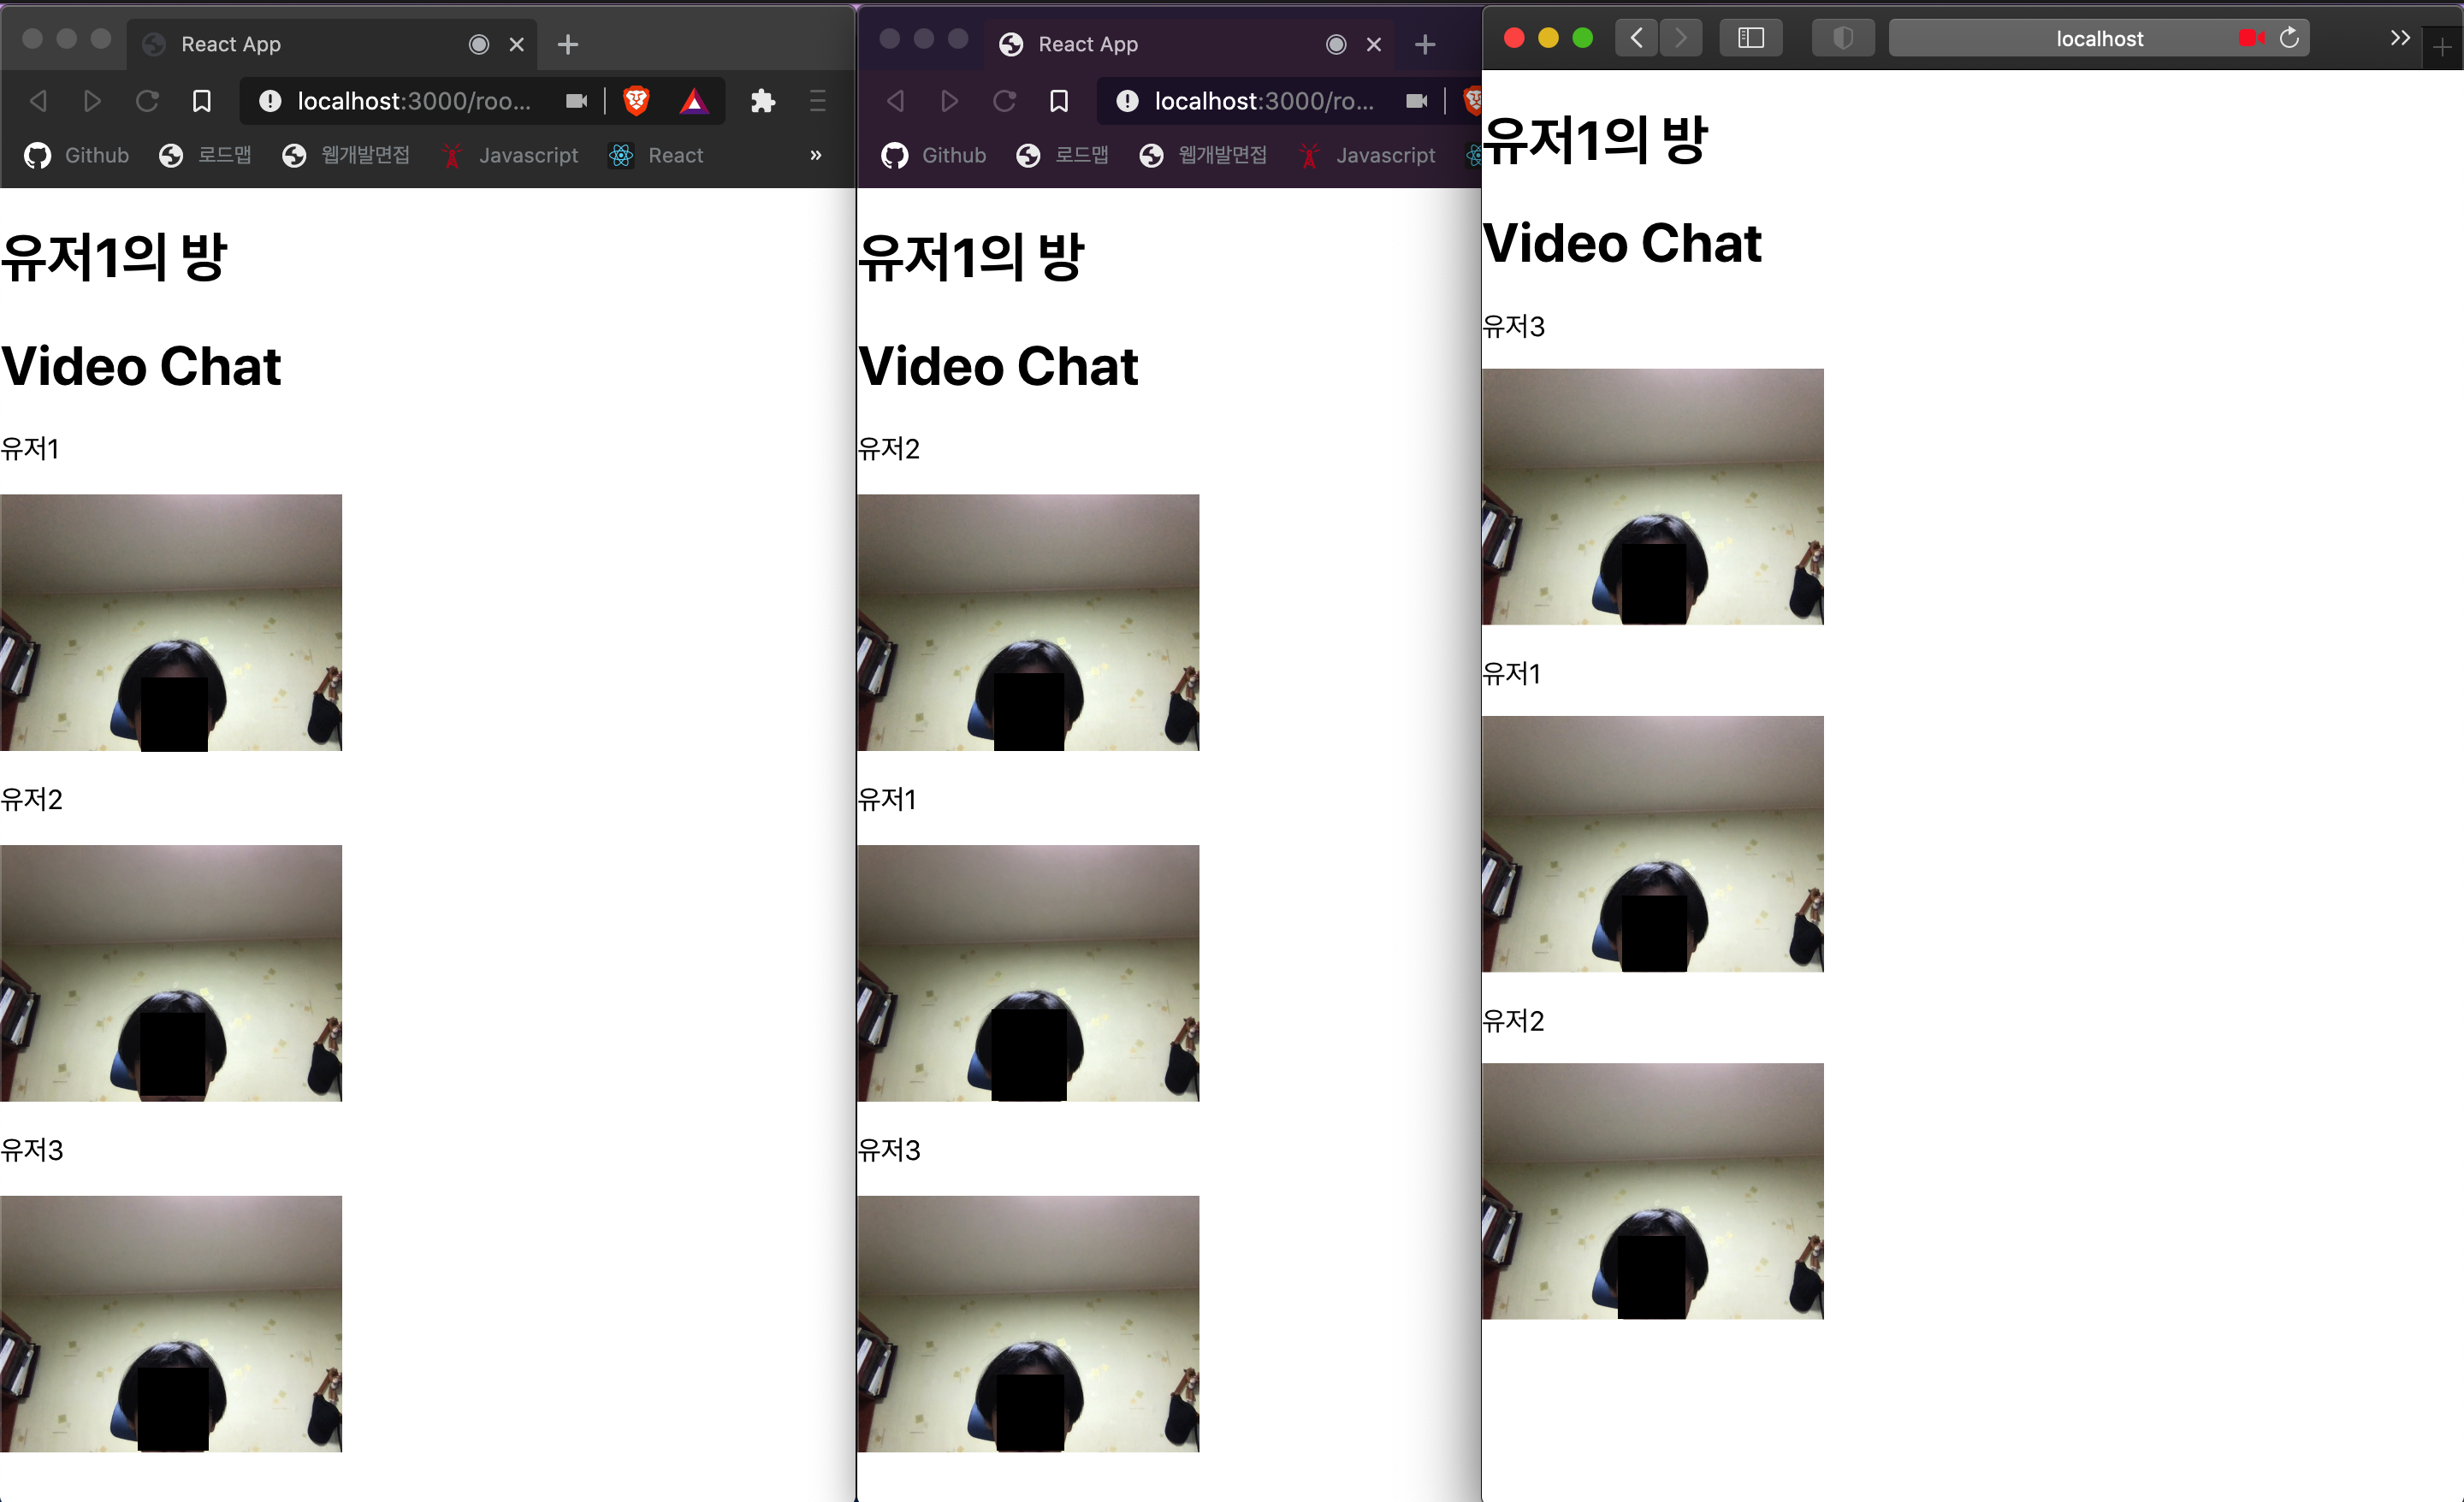 React App
localhost:3000/roo...
Github 로드맵 웹개발면접 Javascript React »
유저1의 방
Video Chat
유저1
유저2
유저3
React App
localhost:3000/ro...
Github 로드맵 웹개발면접 Javascript
유저1의 방
Video Chat
유저2
유저1
유저3
localhost
유저1의 방
Video Chat
유저3
유저1
유저2